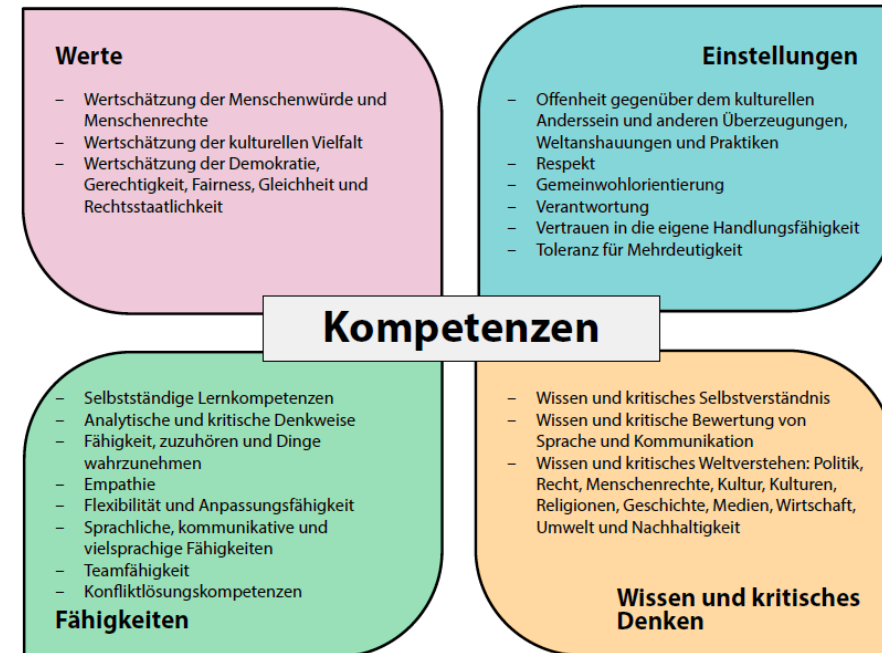 Werte
– Wertschätzung der Menschenwürde und
Menschenrechte
– Wertschätzung der kulturellen Vielfalt
– Wertschätzung der Demokratie,
Gerechtigkeit, Fairness, Gleichheit und
Rechtsstaatlichkeit
Einstellungen
– Offenheit gegenüber dem kulturellen
Anderssein und anderen Überzeugungen,
Weltanshauungen und Praktiken
– Respekt
– Gemeinwohlorientierung
– Verantwortung
– Vertrauen in die eigene Handlungsfähigkeit
– Toleranz für Mehrdeutigkeit
Kompetenzen
– Selbstständige Lernkompetenzen
– Analytische und kritische Denkweise
– Fähigkeit, zuzuhören und Dinge
wahrzunehmen
– Empathie
– Flexibilität und Anpassungsfähigkeit
– Sprachliche, kommunikative und
vielsprachige Fähigkeiten
– Teamfähigkeit
– Konfliktlösungskompetenzen
Fähigkeiten
– Wissen und kritisches Selbstverständnis
– Wissen und kritische Bewertung von
Sprache und Kommunikation
– Wissen und kritisches Weltverstehen: Politik,
Recht, Menschenrechte, Kultur, Kulturen,
Religionen, Geschichte, Medien, Wirtschaft,
Umwelt und Nachhaltigkeit
Wissen und kritisches
Denken